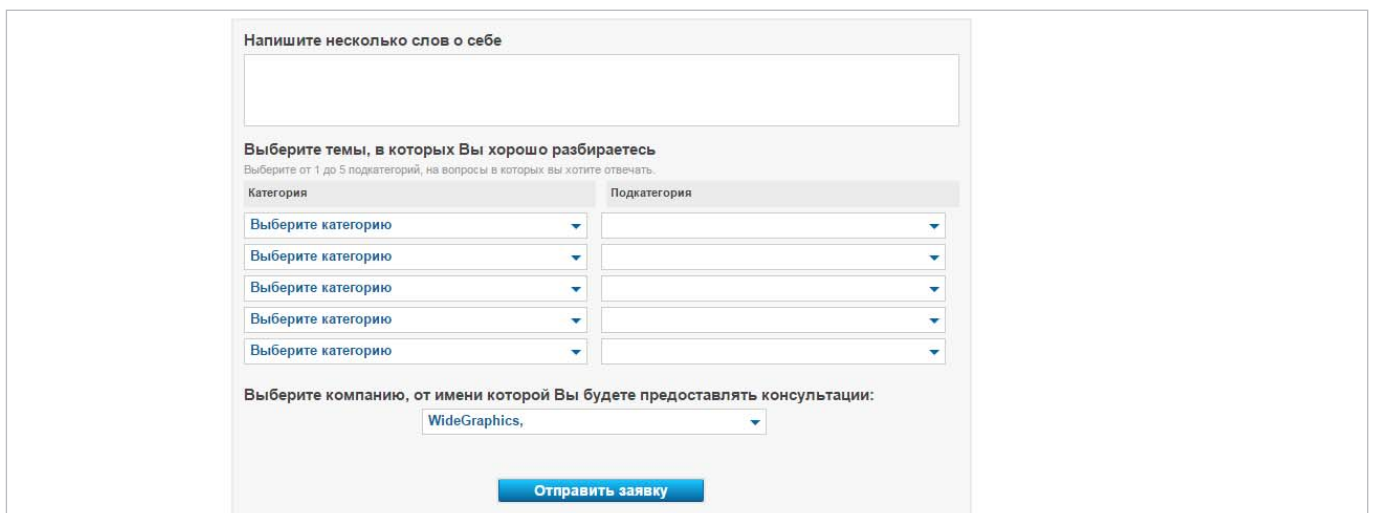 Напишите несколько слов о себе
Выберите темы, в которых Вы хорошо разбираетесь
Выберите от 1 до 5 подкатегорий, на вопросы в которых вы хотите отвечать.
Категория Подкатегория
Выберите категорию
Выберите категорию
Выберите категорию
Выберите категорию
Выберите категорию
Выберите компанию, от имени которой Вы будете предоставлять консультации:
WideGraphics,
Отправить заявку